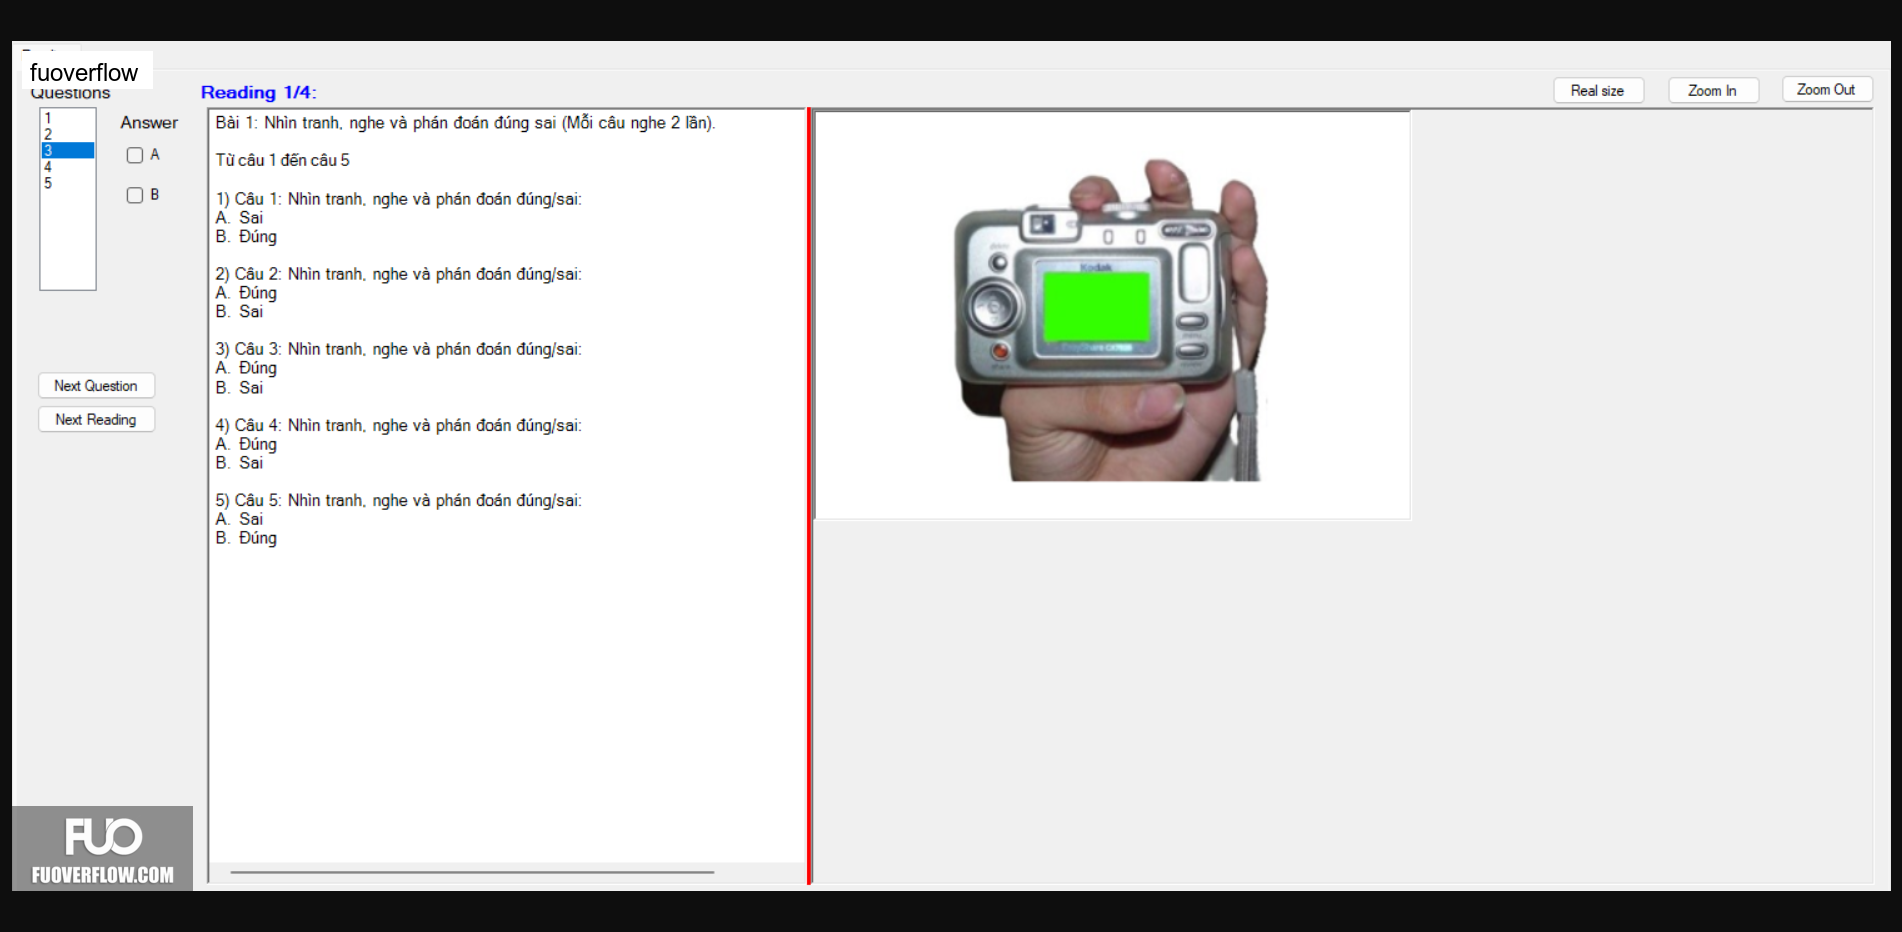 fuoverflow
Questions
Reading 1/4:
Real size
Zoom In
Zoom Out
1
2
3
4
5
Answer
A
B
Next Question
Next Reading
Bài 1: Nhìn tranh, nghe và phán đoán đúng sai (Mỗi câu nghe 2 lần).
Từ câu 1 đến câu 5
1) Câu 1: Nhìn tranh, nghe và phán đoán đúng/sai:
A. Sai
B. Đúng
2) Câu 2: Nhìn tranh, nghe và phán đoán đúng/sai:
A. Đúng
B. Sai
3) Câu 3: Nhìn tranh, nghe và phán đoán đúng/sai:
A. Đúng
B. Sai
4) Câu 4: Nhìn tranh, nghe và phán đoán đúng/sai:
A. Đúng
B. Sai
5) Câu 5: Nhìn tranh, nghe và phán đoán đúng/sai:
A. Sai
B. Đúng
Kodak
FUO
FUOVERFLOW.COM